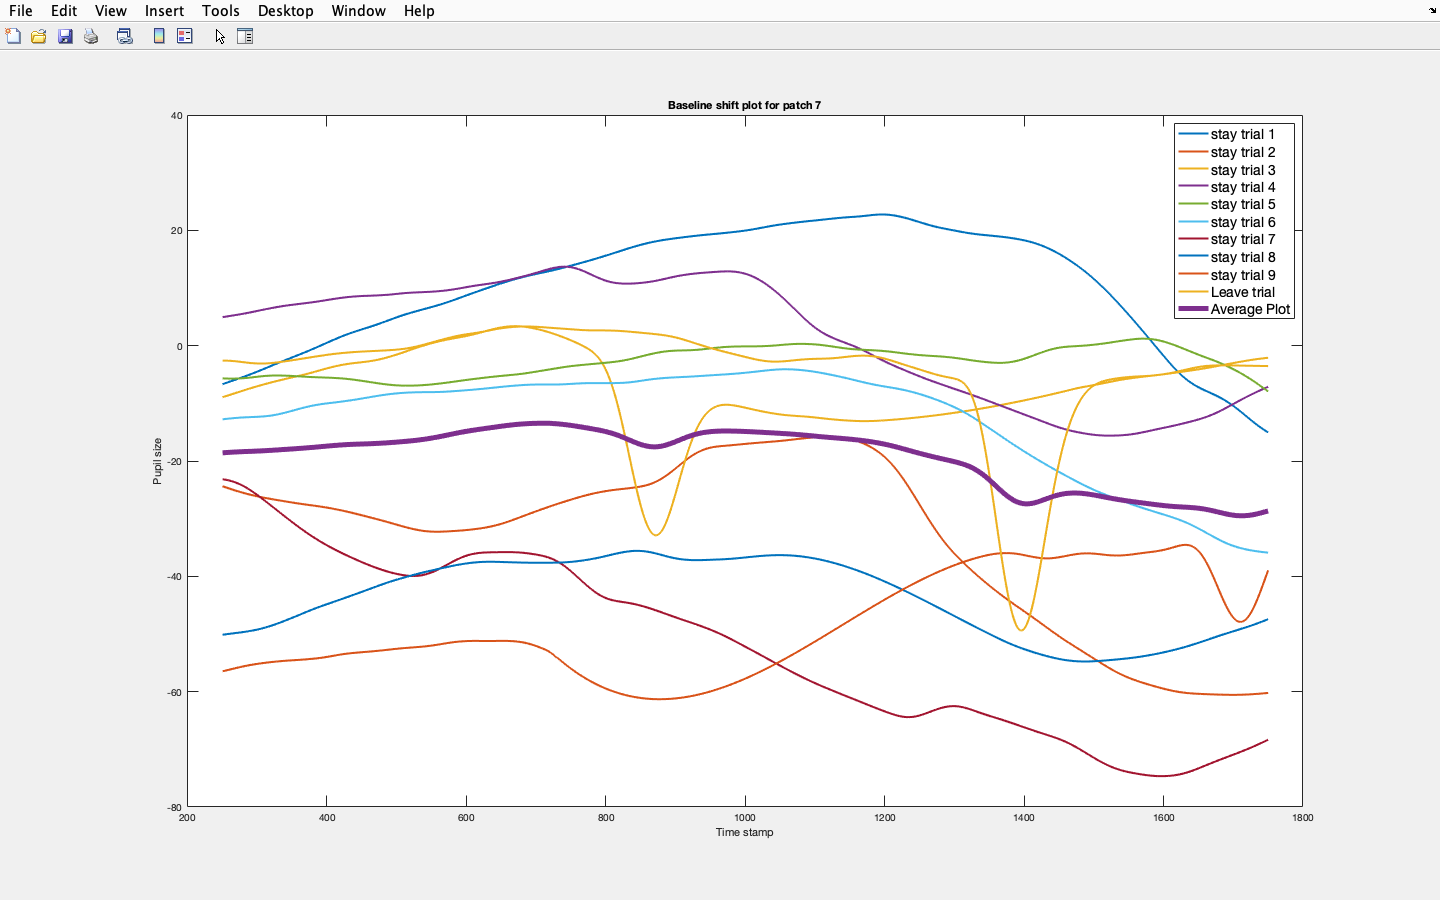 File Edit View Insert Tools Desktop Window Help
Baseline shift plot for patch 7
40
20
0
-20
-40
-60
-80
Pupil size
stay trial 1
stay trial 2
stay trial 3
stay trial 4
stay trial 5
stay trial 6
stay trial 7
stay trial 8
stay trial 9
Leave trial
Average Plot
200 400 600 800 1000 1200 1400 1600 1800
Time stamp